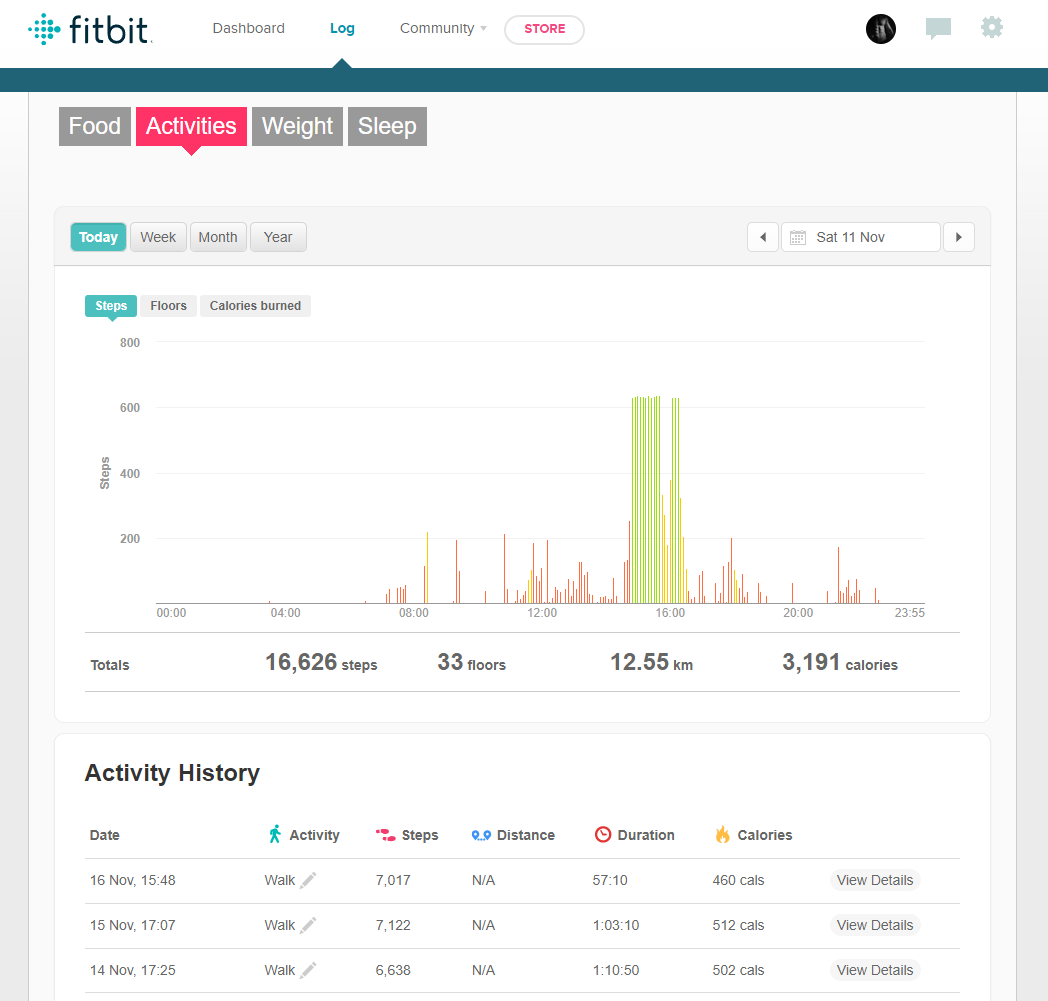 fitbit. Dashboard Log Community STORE
Food Activities Weight Sleep
Today Week Month Year Sat 11 Nov
Steps Floors Calories burned
800
600
400
200
Steps
00:00 04:00 08:00 12:00 16:00 20:00 23:55
Totals 16,626 steps 33 floors 12.55 km 3,191 calories
Activity History
Date Activity Steps Distance Duration Calories
16 Nov, 15:48 Walk 7,017 N/A 57:10 460 cals View Details
15 Nov, 17:07 Walk 7,122 N/A 1:03:10 512 cals View Details
14 Nov, 17:25 Walk 6,638 N/A 1:10:50 502 cals View Details